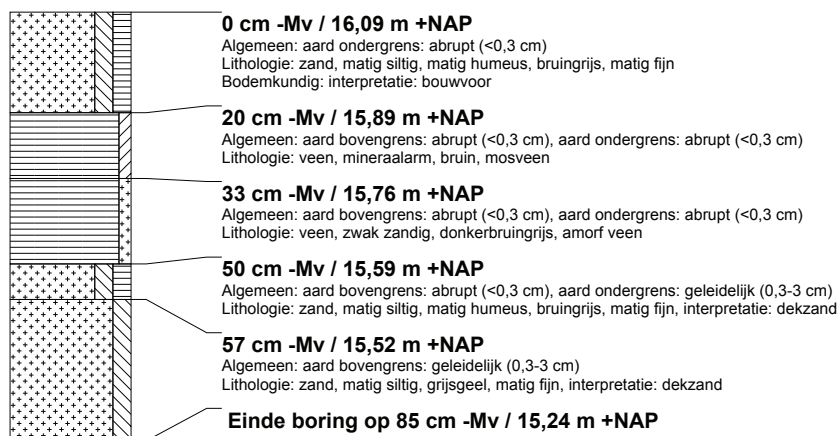 0 cm -Mv / 16,09 m +NAP
Algemeen: aard ondergrens: abrupt (<0,3 cm)
Lithologie: zand, matig siltig, matig humeus, bruingrijs, matig fijn
Bodemkundig: interpretatie: bouwvoor
20 cm -Mv / 15,89 m +NAP
Algemeen: aard bovengrens: abrupt (<0,3 cm), aard ondergrens: abrupt (<0,3 cm)
Lithologie: veen, mineraalarm, bruin, mosveen
33 cm -Mv / 15,76 m +NAP
Algemeen: aard bovengrens: abrupt (<0,3 cm), aard ondergrens: abrupt (<0,3 cm)
Lithologie: veen, zwak zandig, donkerbruingrijs, amorf veen
50 cm -Mv / 15,59 m +NAP
Algemeen: aard bovengrens: abrupt (<0,3 cm), aard ondergrens: geleidelijk (0,3-3 cm)
Lithologie: zand, matig siltig, matig humeus, bruingrijs, matig fijn, interpretatie: dekzand
57 cm -Mv / 15,52 m +NAP
Algemeen: aard bovengrens: geleidelijk (0,3-3 cm)
Lithologie: zand, matig siltig, grijsgeel, matig fijn, interpretatie: dekzand
Einde boring op 85 cm -Mv / 15,24 m +NAP